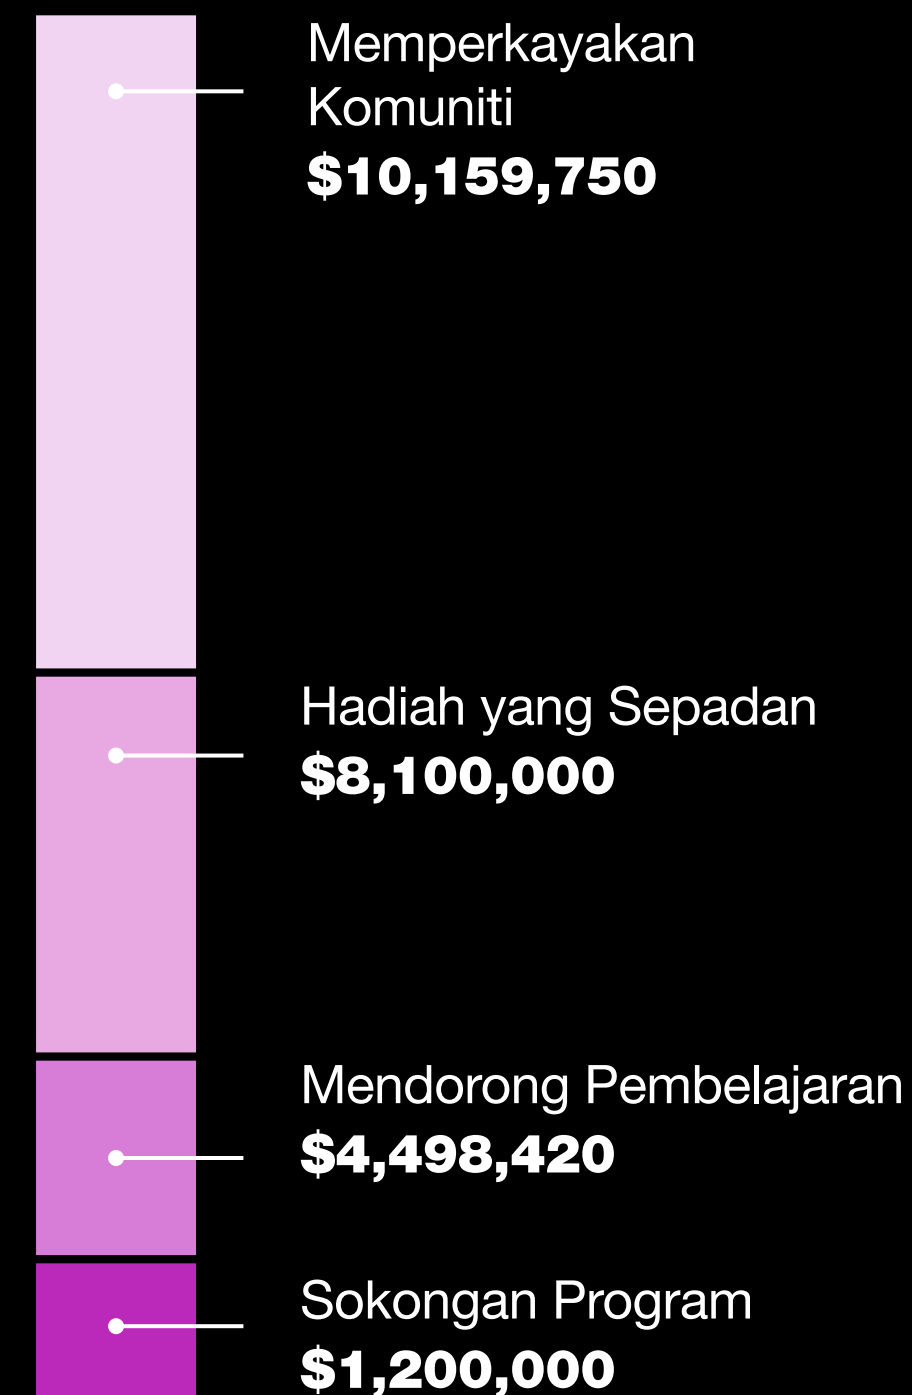 Memperkayakan
Komuniti
$10,159,750
Hadiah yang Sepadan
$8,100,000
Mendorong Pembelajaran
$4,498,420
Sokongan Program
$1,200,000